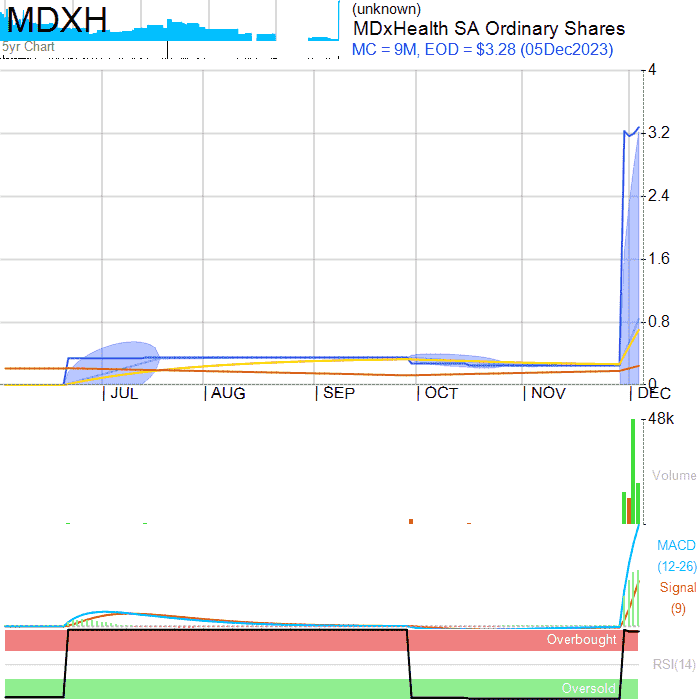 MDXH
5yr Chart
(unknown)
MDxHealth SA Ordinary Shares
MC = 9M, EOD = $3.28 (05Dec2023)
4
3.2
2.4
1.6
0.8
0
JUL AUG SEP OCT NOV DEC
48k
Volume
MACD
(12-26)
Signal
(9)
Overbought
RSI(14)
Oversold